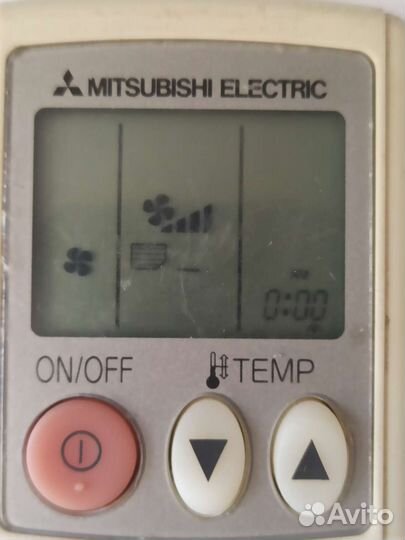 MITSUBISHI ELECTRIC
0:00
ON/OFF TEMP
Avito